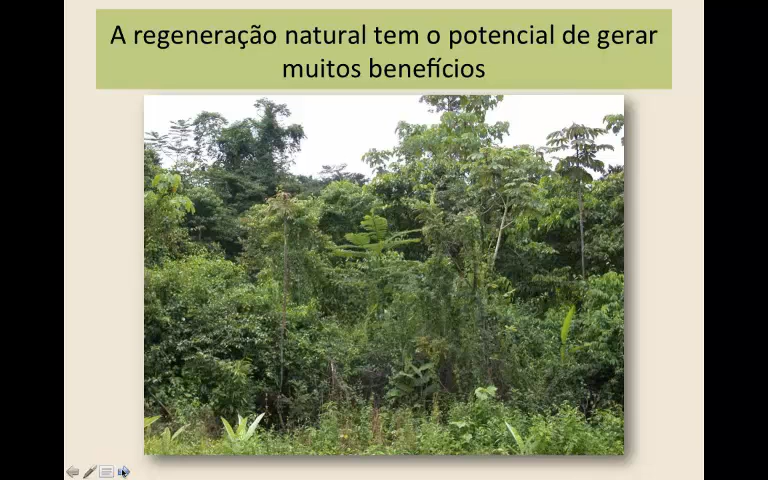 A regeneração natural tem o potencial de gerar
muitos benefícios